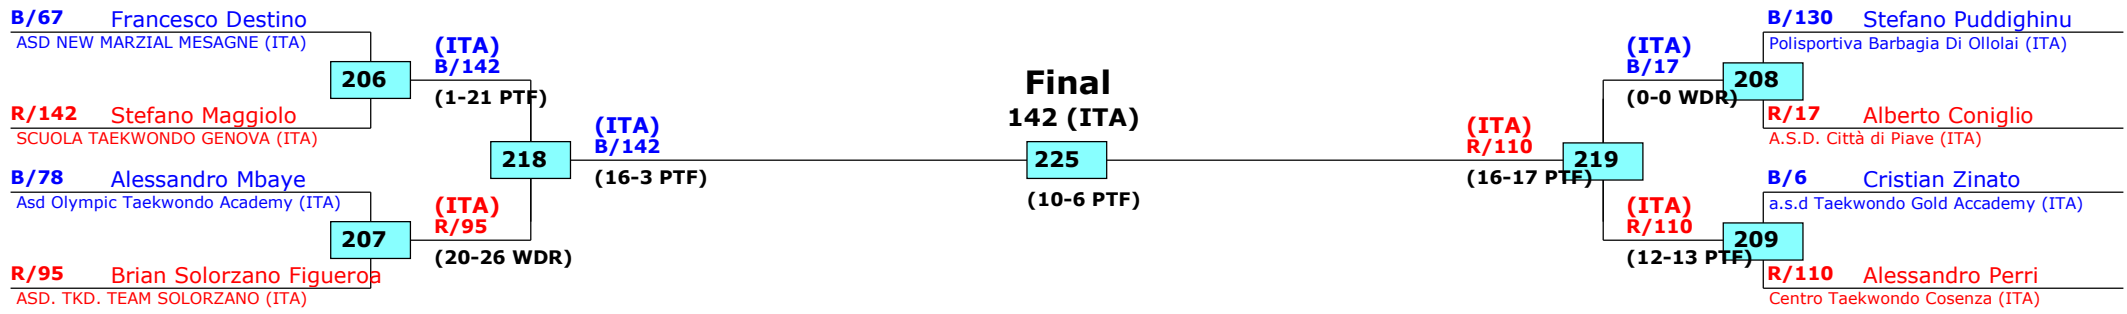 B/67 Francesco Destino
ASD NEW MARZIAL MESAGNE (ITA)
206
R/142 Stefano Maggiolo
SCUOLA TAEKWONDO GENOVA (ITA)
B/78 Alessandro Mbaye
Asd Olympic Taekwondo Academy (ITA)
207
R/95 Brian Solorzano Figueroa
ASD. TKD. TEAM SOLORZANO (ITA)
(ITA)
B/142
(1-21 PTF)
218
(ITA)
R/95
(20-26 WDR)
(ITA)
B/142
(16-3 PTF)
Final
142 (ITA)
225
(10-6 PTF)
(ITA)
R/110
(16-17 PTF)
219
(ITA)
B/17
(0-0 WDR)
(ITA)
R/110
(12-13 PTF)
B/130 Stefano Puddighinu
Polisportiva Barbagia Di Ollolai (ITA)
208
R/17 Alberto Coniglio
A.S.D. Città di Piave (ITA)
B/6 Cristian Zinato
a.s.d Taekwondo Gold Accademy (ITA)
209
R/110 Alessandro Perri
Centro Taekwondo Cosenza (ITA)